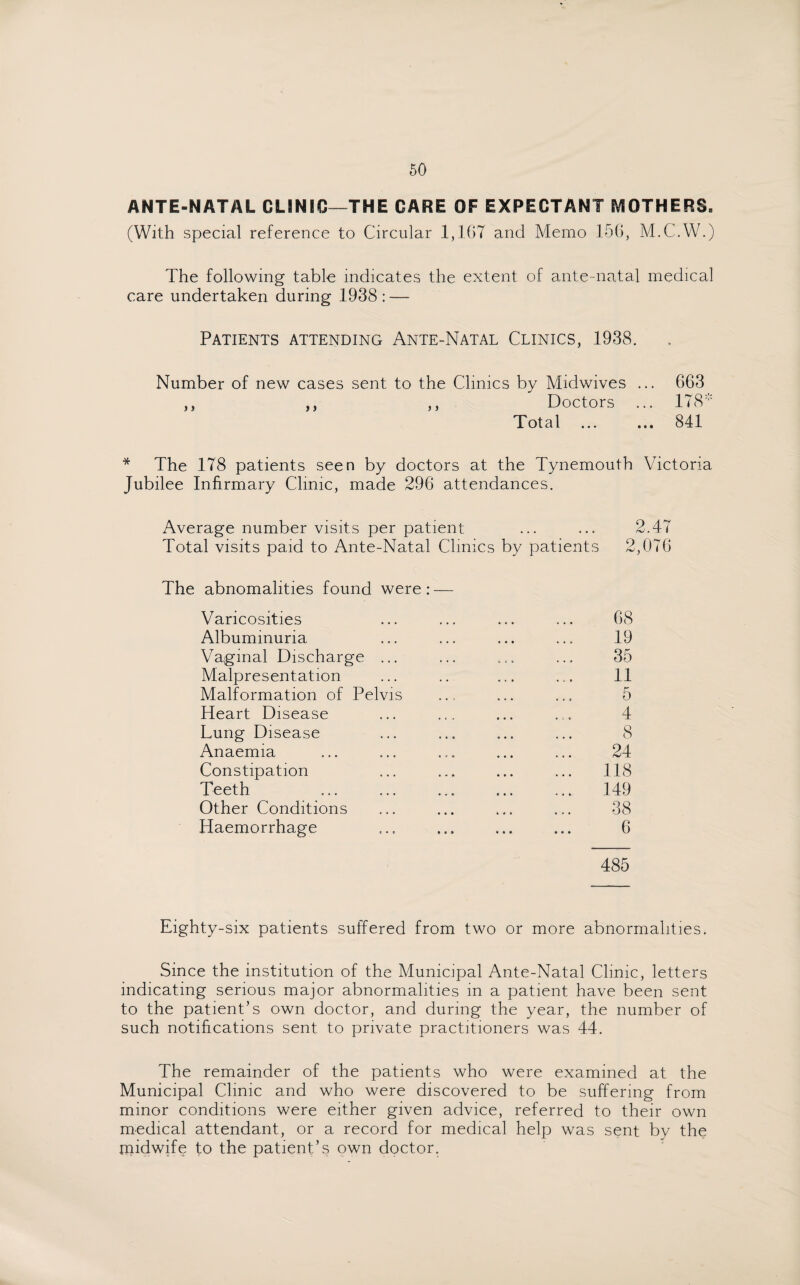 50
ANTE-NATAL CLINIC—THE CARE OF EXPECTANT MOTHERS.
(With special reference to Circular 1,167 and Memo 156, M.C.W.)
The following table indicates the extent of ante-natal medical
care undertaken during 1938:—
PATIENTS ATTENDING ANTE-NATAL CLINICS, 1938.
Number of new cases sent to the Clinics by Midwives ... 663
,, ,, ,, Doctors ... 178*
Total ... ... 841
* The 178 patients seen by doctors at the Tynemouth Victoria
Jubilee Infirmary Clinic, made 296 attendances.
Average number visits per patient ... ... 2.47
Total visits paid to Ante-Natal Clinics by patients 2,076
The abnomalities found were:—
Varicosities ... ... ... ... 68
Albuminuria ... ... ... ... 19
Vaginal Discharge ... ... ... ... 35
Malpresentation ... .. ... ... 11
Malformation of Pelvis ... ... ... 5
Heart Disease ... ... ... ... 4
Lung Disease ... ... ... ... 8
Anaemia ... ... ... ... ... 24
Constipation ... ... ... ... 118
Teeth ... ... ... ... ... 149
Other Conditions ... ... ... ... 38
Haemorrhage ... ... ... ... 6
485
Eighty-six patients suffered from two or more abnormalities.
Since the institution of the Municipal Ante-Natal Clinic, letters
indicating serious major abnormalities in a patient have been sent
to the patient's own doctor, and during the year, the number of
such notifications sent to private practitioners was 44.
The remainder of the patients who were examined at the
Municipal Clinic and who were discovered to be suffering from
minor conditions were either given advice, referred to their own
medical attendant, or a record for medical help was sent by the
midwife to the patient's own doctor.